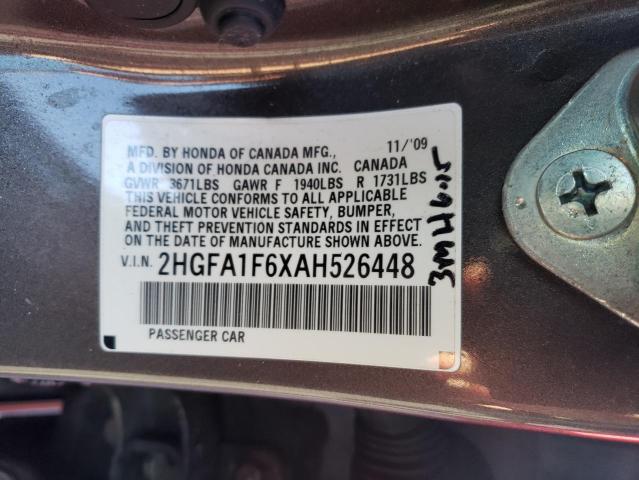 11/'09
MFD. BY HONDA OF CANADA MFG.,
A DIVISION OF HONDA CANADA INC. CANADA
GVWR 3671LBS GAWR F 1940LBS R 1731LBS
THIS VEHICLE CONFORMS TO ALL APPLICABLE
FEDERAL MOTOR VEHICLE SAFETY, BUMPER,
AND THEFT PREVENTION STANDARDS IN EFFECT
ON THE DATE OF MANUFACTURE SHOWN ABOVE.
V.I.N. 2HGFA1F6XAH526448
PASSENGER CAR